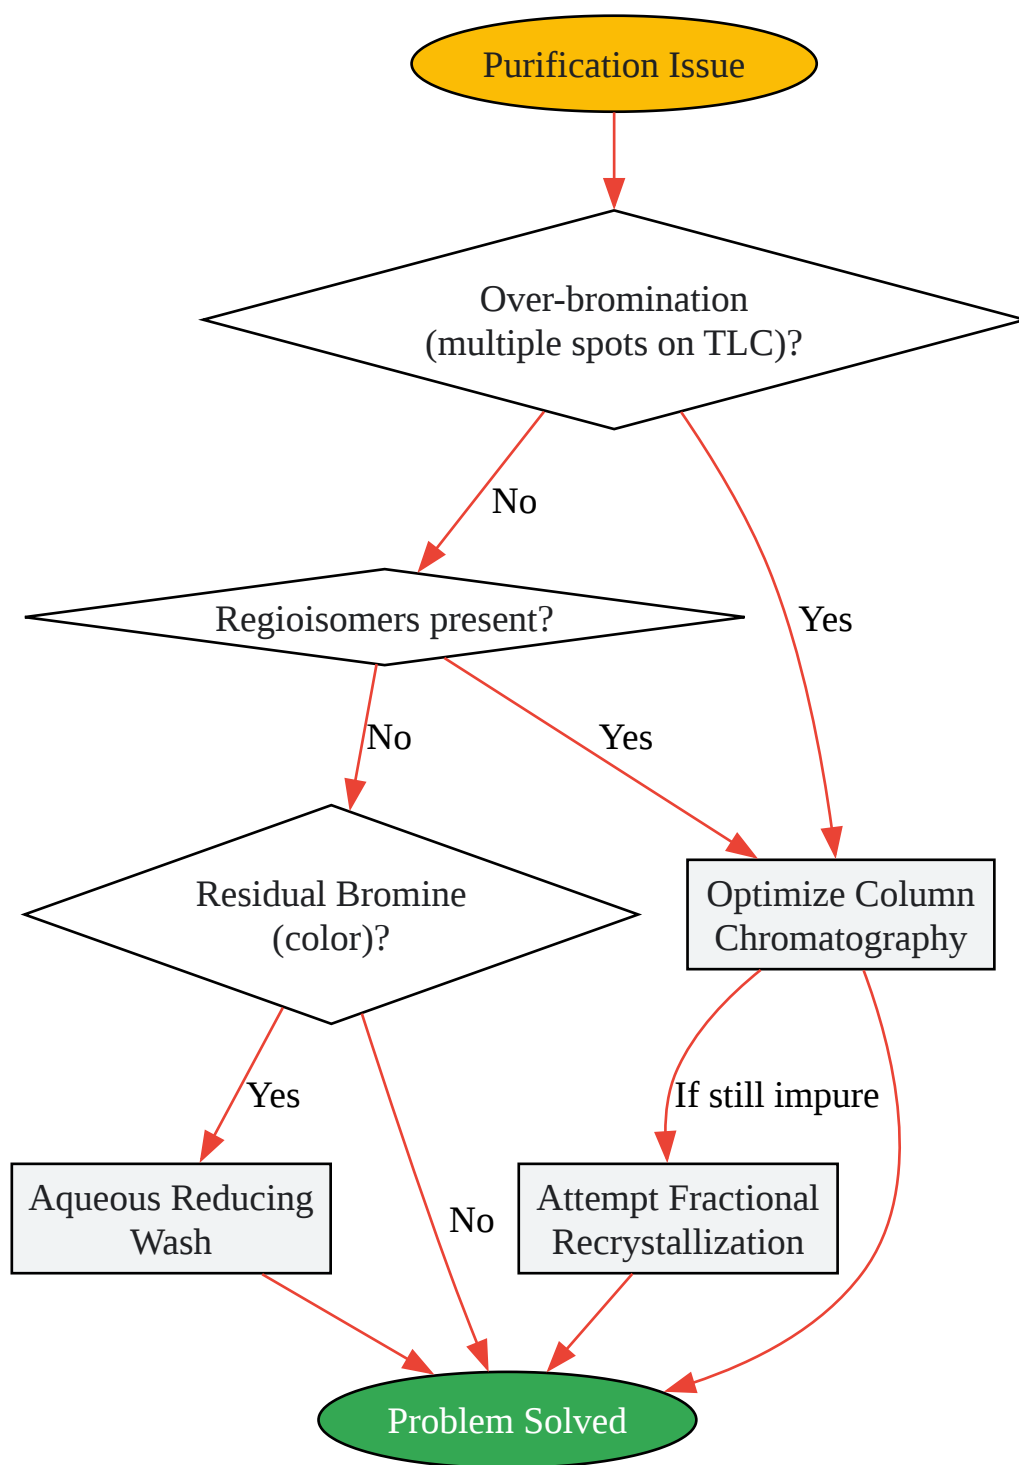 Purification Issue
Over-bromination
(multiple spots on TLC)?
No
Yes
Regioisomers present?
No
Yes
Residual Bromine
(color)?
Optimize Column
Chromatography
Yes
If still impure
Aqueous Reducing
Wash
No
Attempt Fractional
Recrystallization
Problem Solved